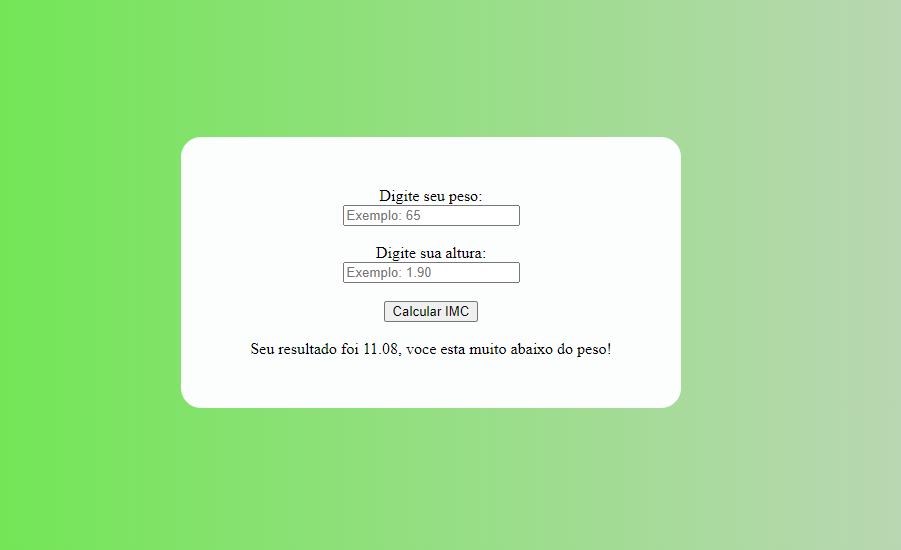 Digite seu peso:
Exemplo: 65
Digite sua altura:
Exemplo: 1.90
Calcular IMC
Seu resultado foi 11.08, voce esta muito abaixo do peso!